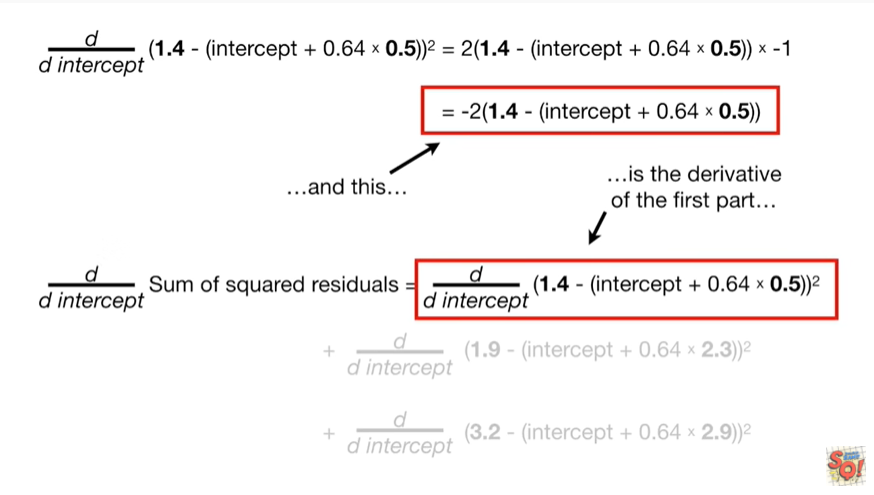 d/d intercept (1.4 - (intercept + 0.64 × 0.5))² = 2(1.4 - (intercept + 0.64 × 0.5)) × -1
= -2(1.4 - (intercept + 0.64 × 0.5))
...and this...
...is the derivative
of the first part...
d/d intercept Sum of squared residuals = d/d intercept (1.4 - (intercept + 0.64 × 0.5))²
+ d/d intercept (1.9 - (intercept + 0.64 × 2.3))²
+ d/d intercept (3.2 - (intercept + 0.64 × 2.9))²
SQ!